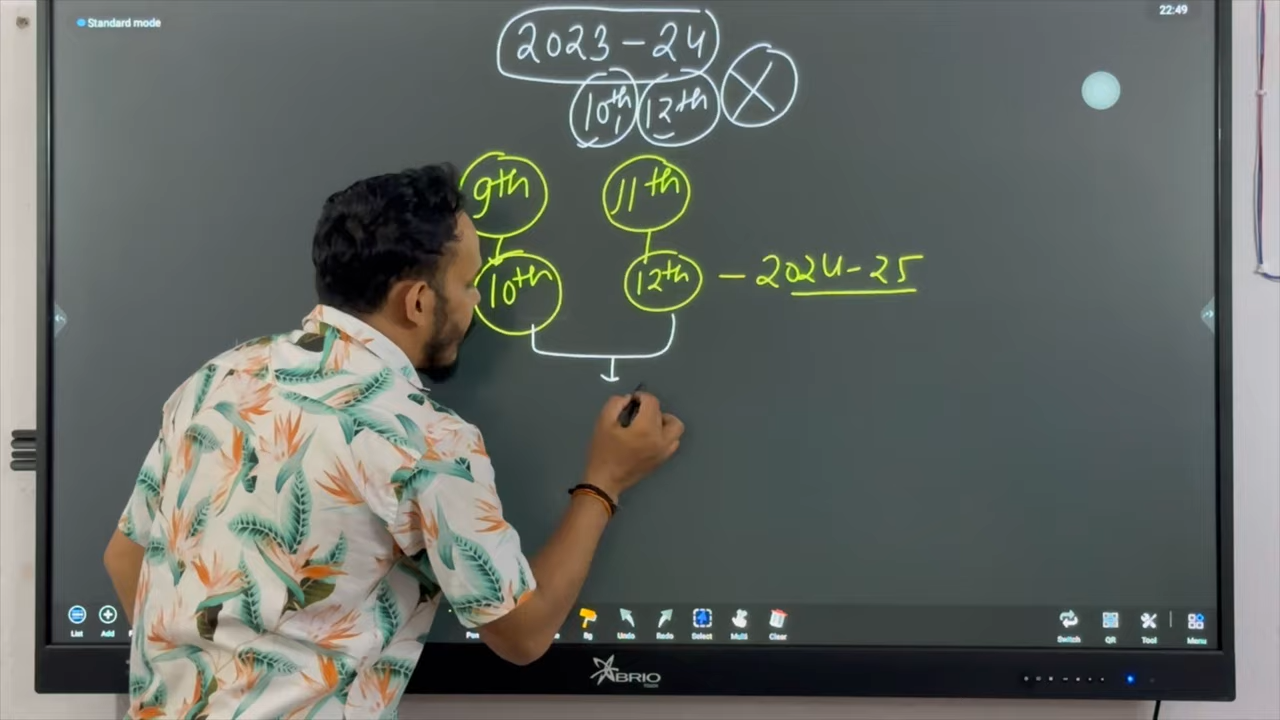 Standard mode
22:49
2023-24
10th, 12th X
9th 11th
10th 12th - 2024-25
List Add Bg Undo Redo Select Multi Clear Switch QR Tool Menu
ABRIO